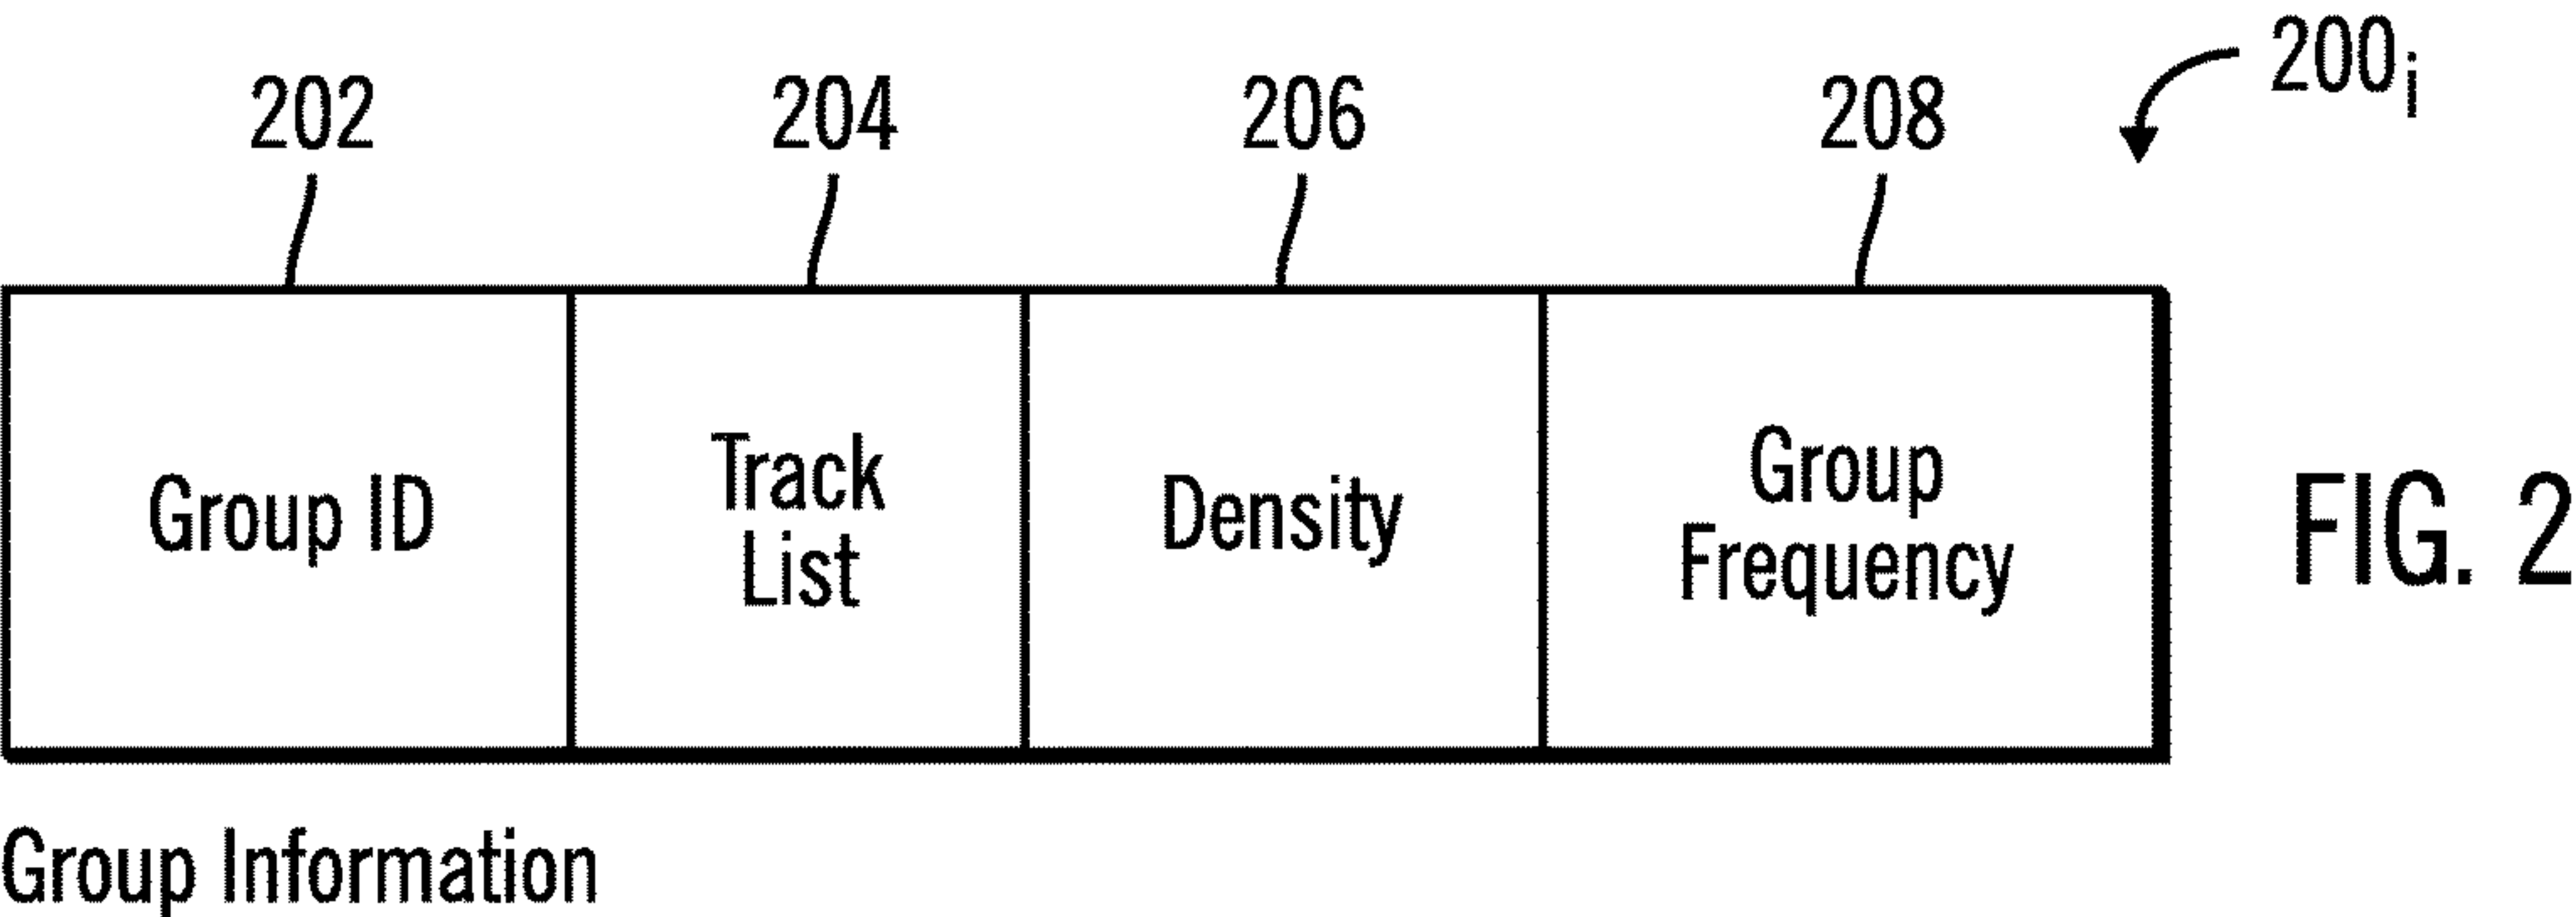 202 204 206 208 200i
Group ID
Track
List
Density
Group
Frequency
FIG. 2
Group Information